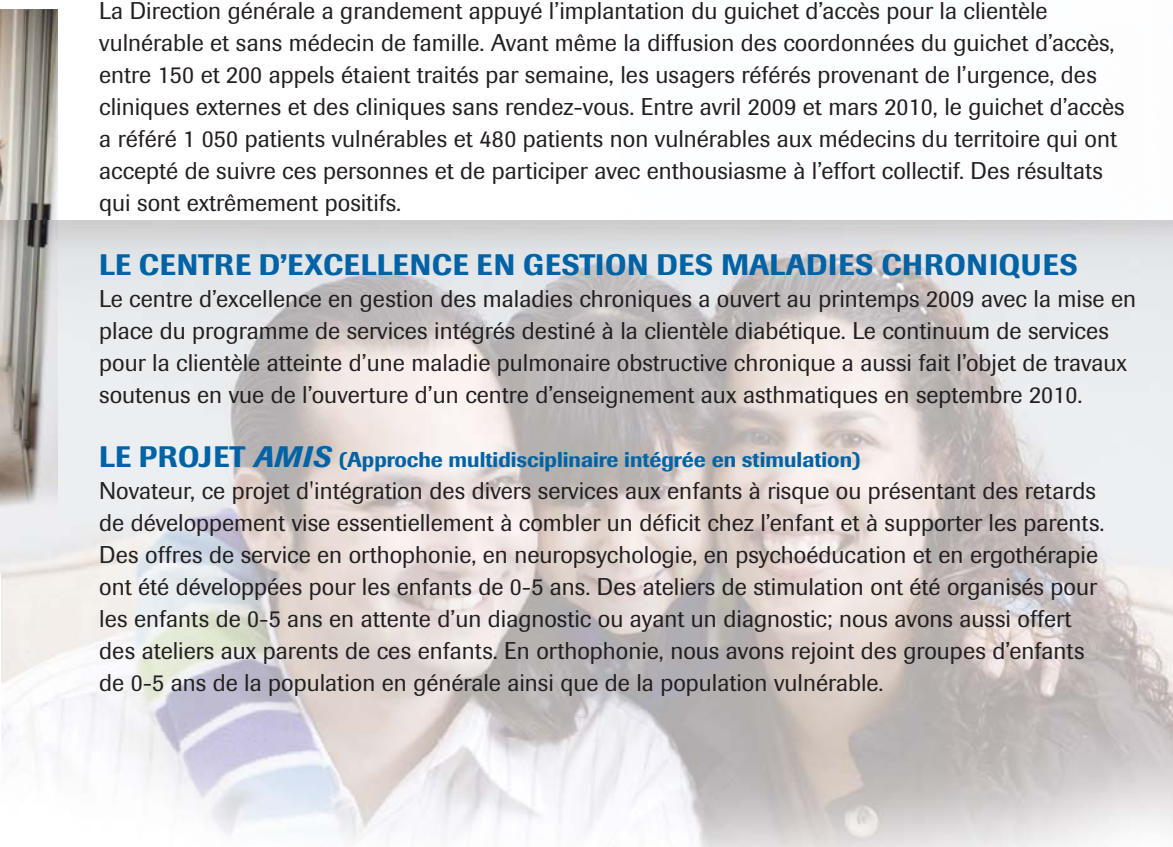 La Direction générale a grandement appuyé l’implantation du guichet d’accès pour la clientèle
vulnérable et sans médecin de famille. Avant même la diffusion des coordonnées du guichet d’accès,
entre 150 et 200 appels étaient traités par semaine, les usagers référés provenant de l’urgence, des
cliniques externes et des cliniques sans rendez-vous. Entre avril 2009 et mars 2010, le guichet d’accès
a référé 1 050 patients vulnérables et 480 patients non vulnérables aux médecins du territoire qui ont
accepté de suivre ces personnes et de participer avec enthousiasme à l’effort collectif. Des résultats
qui sont extrêmement positifs.
LE CENTRE D’EXCELLENCE EN GESTION DES MALADIES CHRONIQUES
Le centre d’excellence en gestion des maladies chroniques a ouvert au printemps 2009 avec la mise en
place du programme de services intégrés destiné à la clientèle diabétique. Le continuum de services
pour la clientèle atteinte d’une maladie pulmonaire obstructive chronique a aussi fait l’objet de travaux
soutenus en vue de l’ouverture d’un centre d’enseignement aux asthmatiques en septembre 2010.
LE PROJET AMIS (Approche multidisciplinaire intégrée en stimulation)
Novateur, ce projet d'intégration des divers services aux enfants à risque ou présentant des retards
de développement vise essentiellement à combler un déficit chez l’enfant et à supporter les parents.
Des offres de service en orthophonie, en neuropsychologie, en psychoéducation et en ergothérapie
ont été développées pour les enfants de 0-5 ans. Des ateliers de stimulation ont été organisés pour
les enfants de 0-5 ans en attente d’un diagnostic ou ayant un diagnostic; nous avons aussi offert
des ateliers aux parents de ces enfants. En orthophonie, nous avons rejoint des groupes d’enfants
de 0-5 ans de la population en générale ainsi que de la population vulnérable.